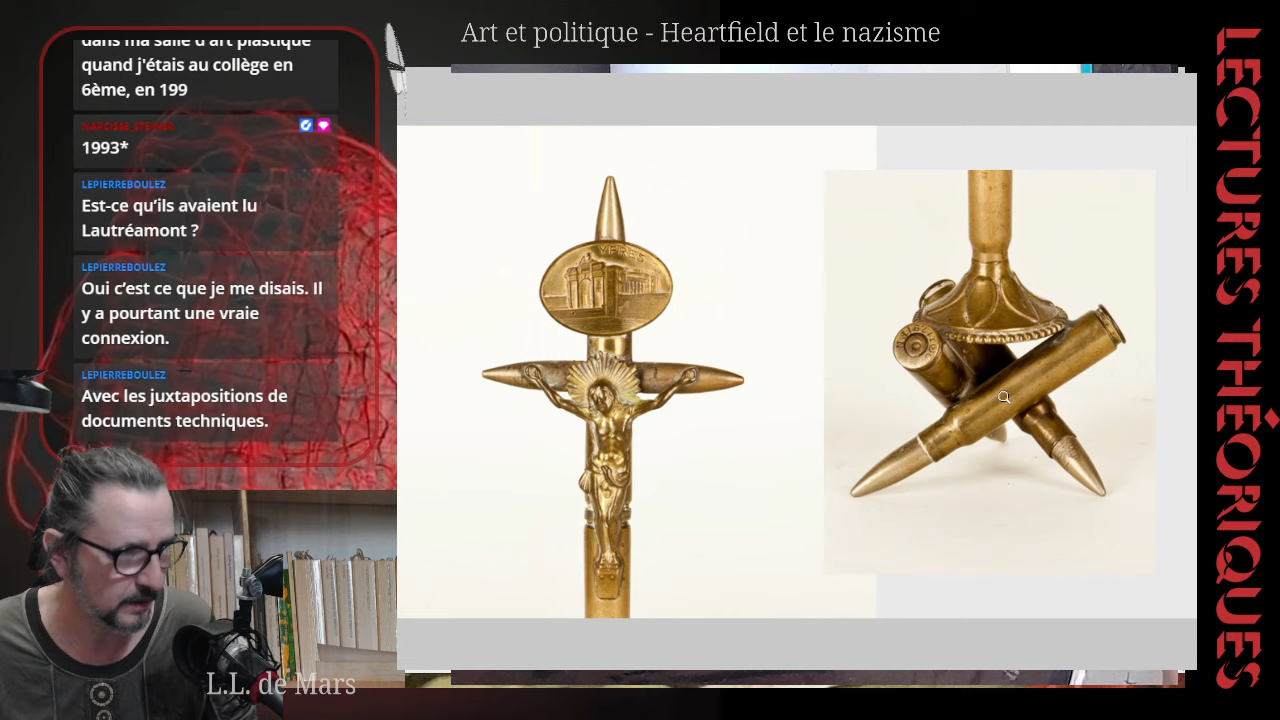 Art et politique - Heartfield et le nazisme
dans ma salle d'art plastique
quand j'étais au collège en
6ème, en 199
NARCISSE_STEINER
1993*
LEPIERREBOULEZ
Est-ce qu'ils avaient lu
Lautréamont ?
LEPIERREBOULEZ
Oui c'est ce que je me disais. Il
y a pourtant une vraie
connexion.
LEPIERREBOULEZ
Avec les juxtapositions de
documents techniques.
YPRES
L.L. de Mars
LECTURES THÉORIQUES